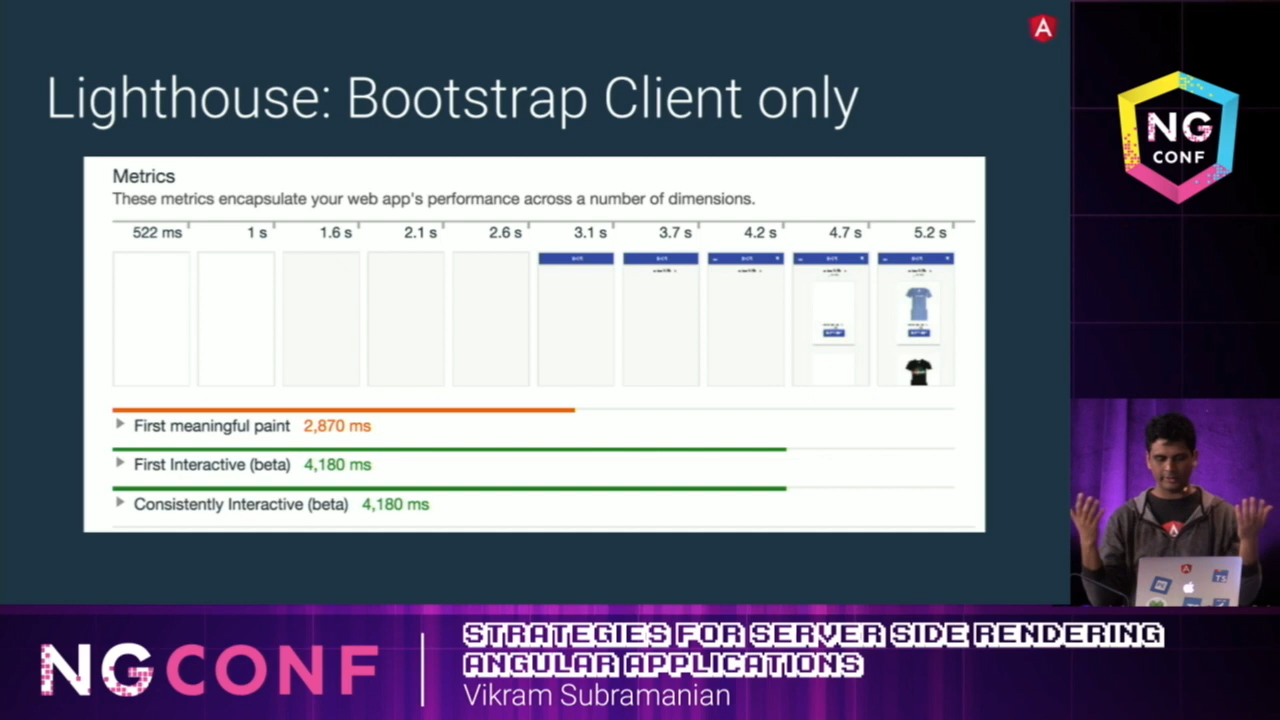 Lighthouse: Bootstrap Client only
NG
CONF
Metrics
These metrics encapsulate your web app's performance across a number of dimensions.
522 ms 1 s 1.6 s 2.1 s 2.6 s 3.1 s 3.7 s 4.2 s 4.7 s 5.2 s
First meaningful paint 2,870 ms
First Interactive (beta) 4,180 ms
Consistently Interactive (beta) 4,180 ms
NGCONF
STRATEGIES FOR SERVER SIDE RENDERING
ANGULAR APPLICATIONS
Vikram Subramanian